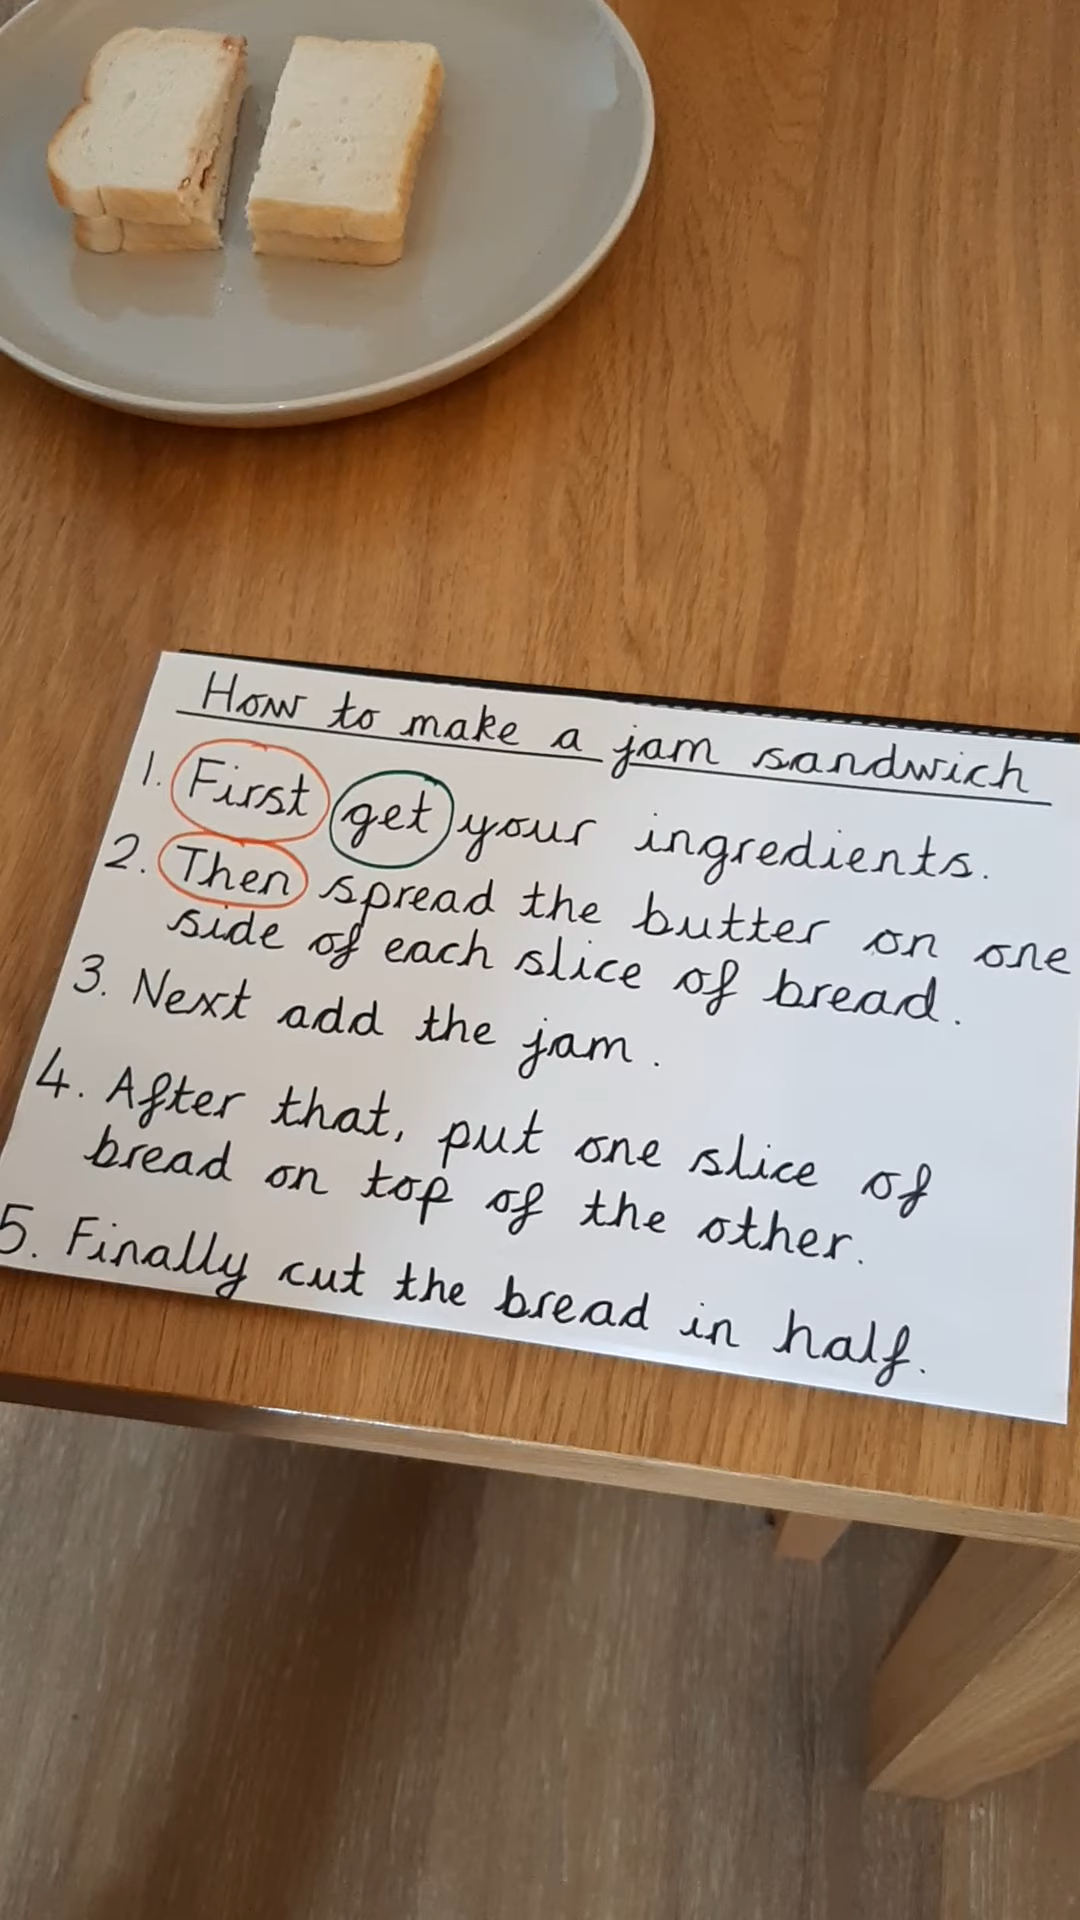 How to make a jam sandwich
1. First get your ingredients.
2. Then spread the butter on one
side of each slice of bread.
3. Next add the jam.
4. After that, put one slice of
bread on top of the other.
5. Finally cut the bread in half.